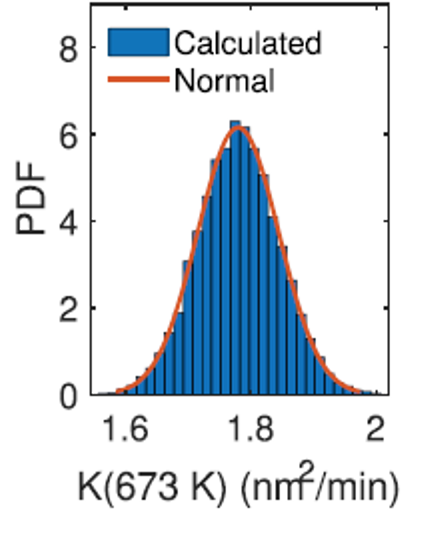 Calculated
Normal
8
6
4
2
0
PDF
1.6 1.8 2
K(673 K) (nm²/min)